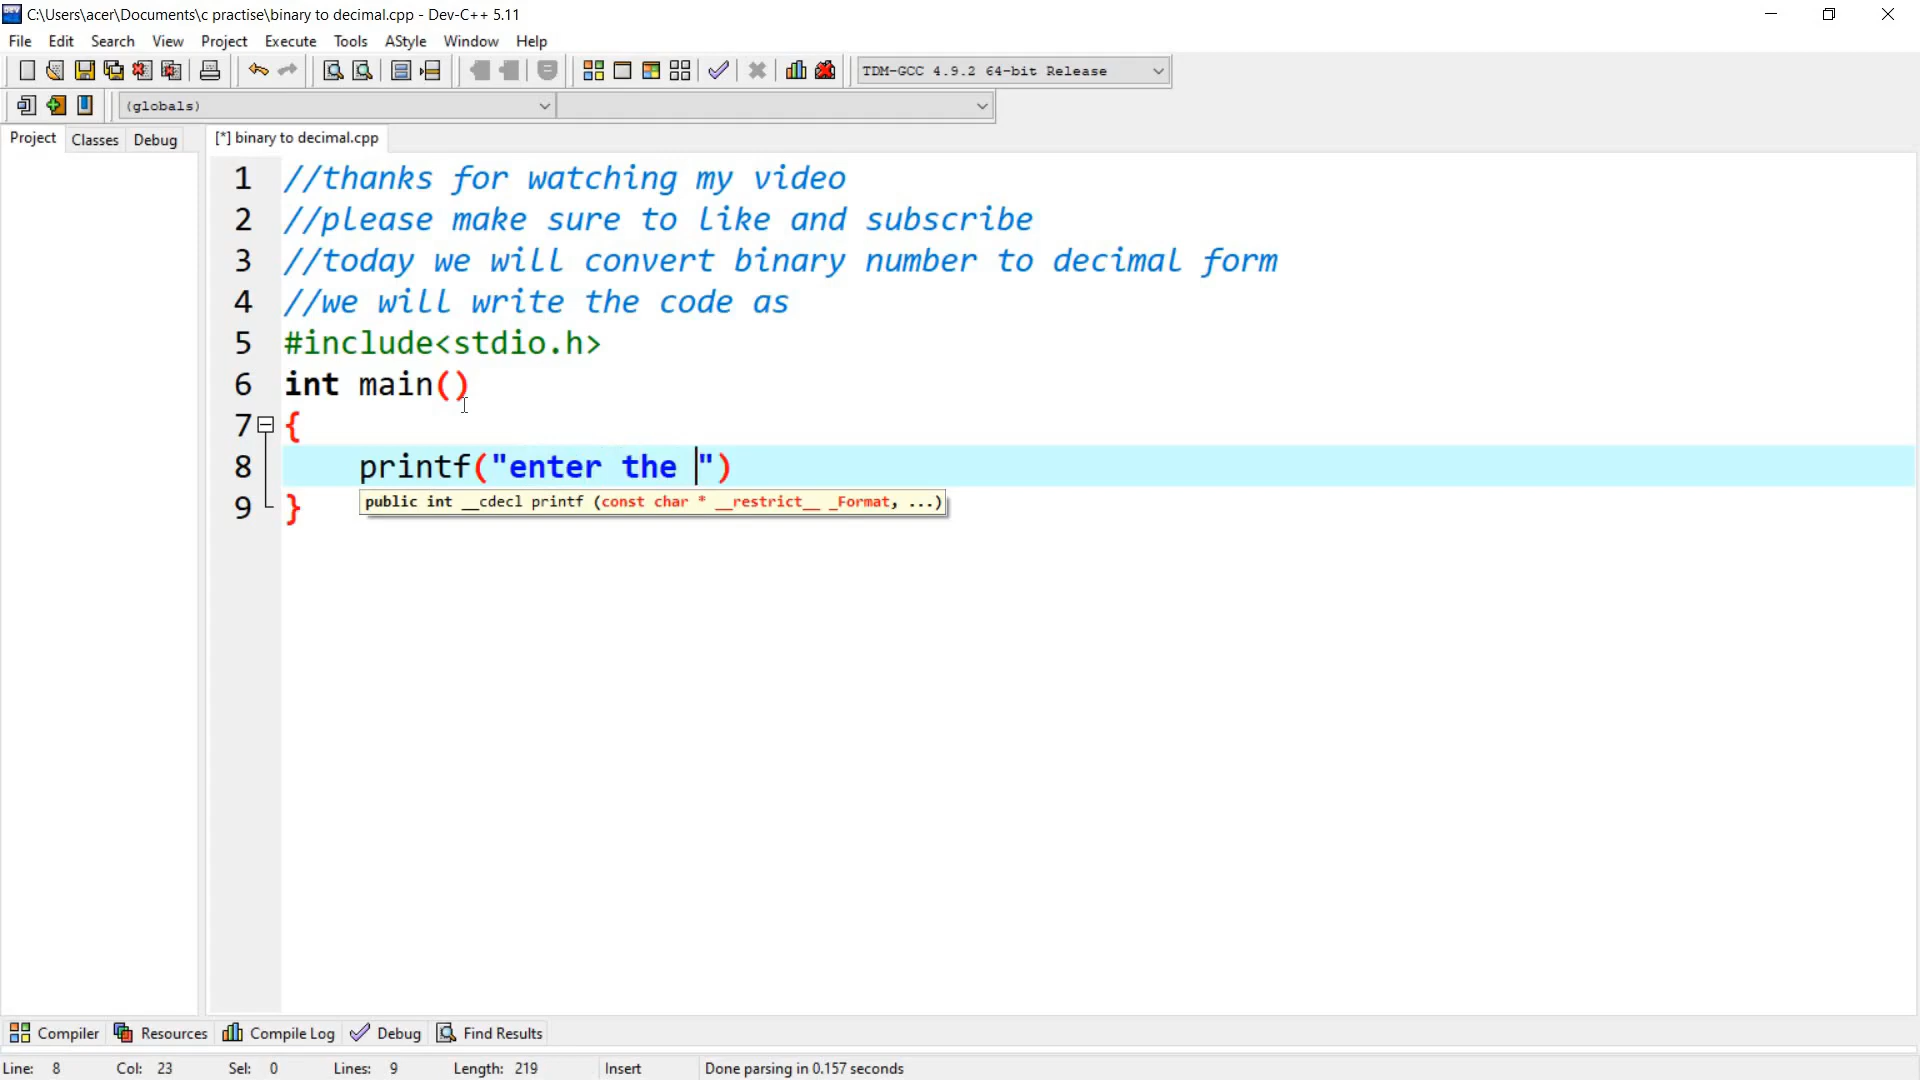 C:\Users\acer\Documents\c practise\binary to decimal.cpp - Dev-C++ 5.11
File Edit Search View Project Execute Tools AStyle Window Help
TDM-GCC 4.9.2 64-bit Release
(globals)
Project Classes Debug [*] binary to decimal.cpp
1 //thanks for watching my video
2 //please make sure to like and subscribe
3 //today we will convert binary number to decimal form
4 //we will write the code as
5 #include<stdio.h>
6 int main()
7 {
8 printf("enter the ")
public int __cdecl printf (const char * __restrict__ _Format, ...)
9 }
Compiler Resources Compile Log Debug Find Results
Line: 8 Col: 23 Sel: 0 Lines: 9 Length: 219 Insert Done parsing in 0.157 seconds